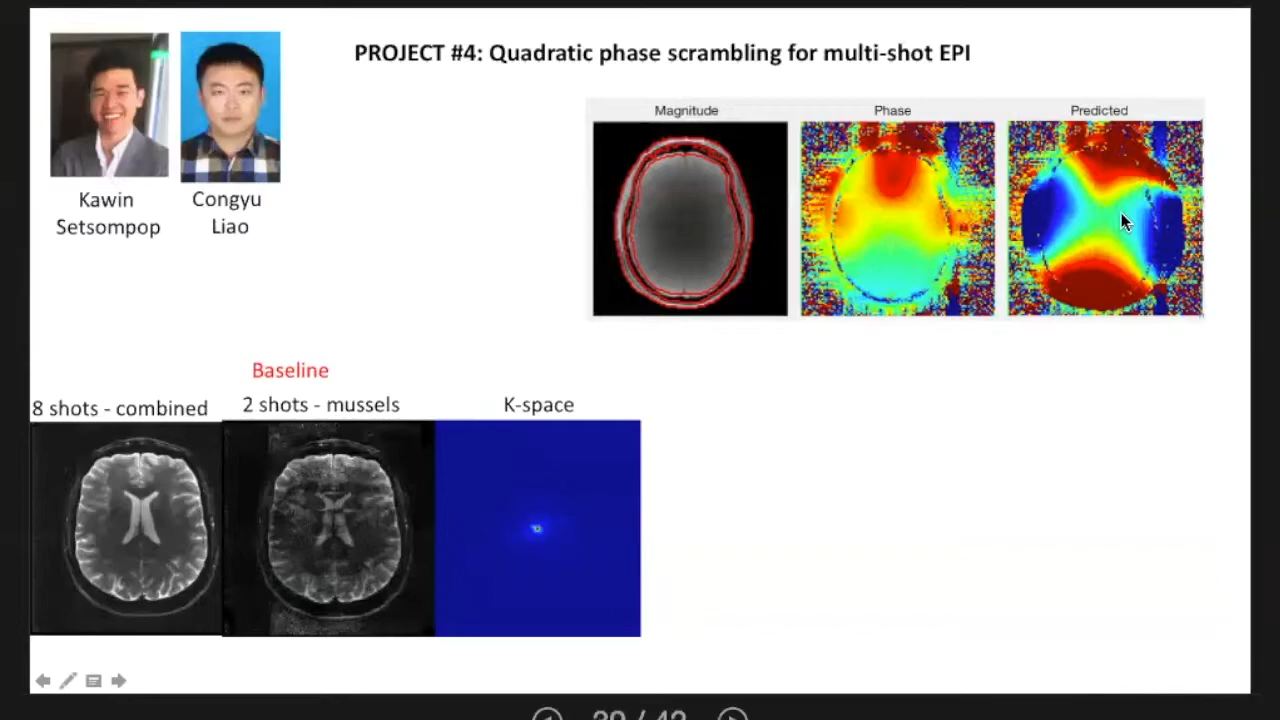 PROJECT #4: Quadratic phase scrambling for multi-shot EPI
Magnitude
Phase
Predicted
Kawin
Setsompop
Congyu
Liao
Baseline
8 shots - combined
2 shots - mussels
K-space